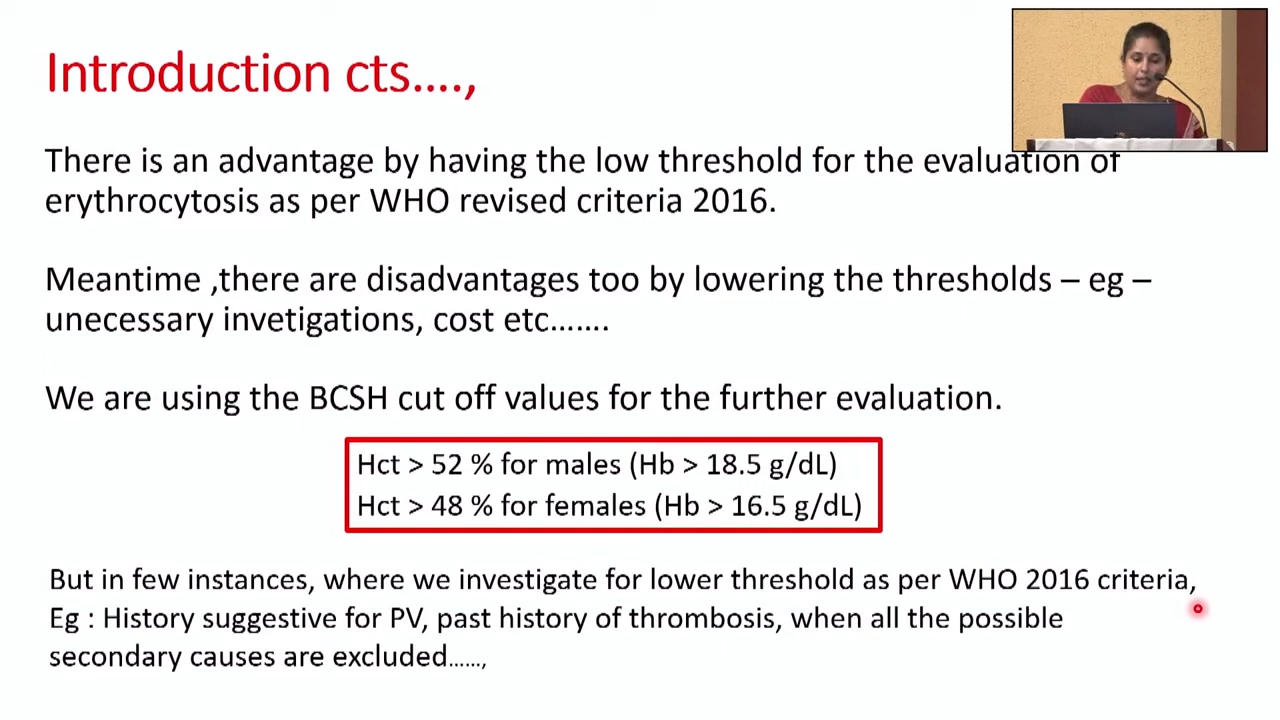 Introduction cts….,
There is an advantage by having the low threshold for the evaluation of
erythrocytosis as per WHO revised criteria 2016.
Meantime ,there are disadvantages too by lowering the thresholds – eg –
unecessary invetigations, cost etc…….
We are using the BCSH cut off values for the further evaluation.
Hct > 52 % for males (Hb > 18.5 g/dL)
Hct > 48 % for females (Hb > 16.5 g/dL)
But in few instances, where we investigate for lower threshold as per WHO 2016 criteria,
Eg : History suggestive for PV, past history of thrombosis, when all the possible
secondary causes are excluded……,